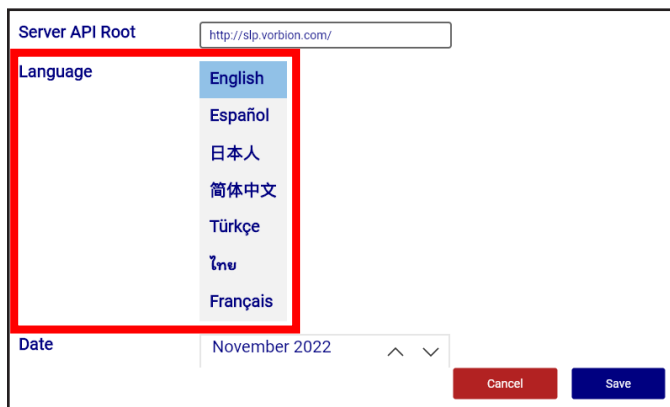 Server API Root http://slp.vorbion.com/
Language
English
Español
日本人
简体中文
Türkçe
ไทย
Français
Date November 2022
Cancel Save